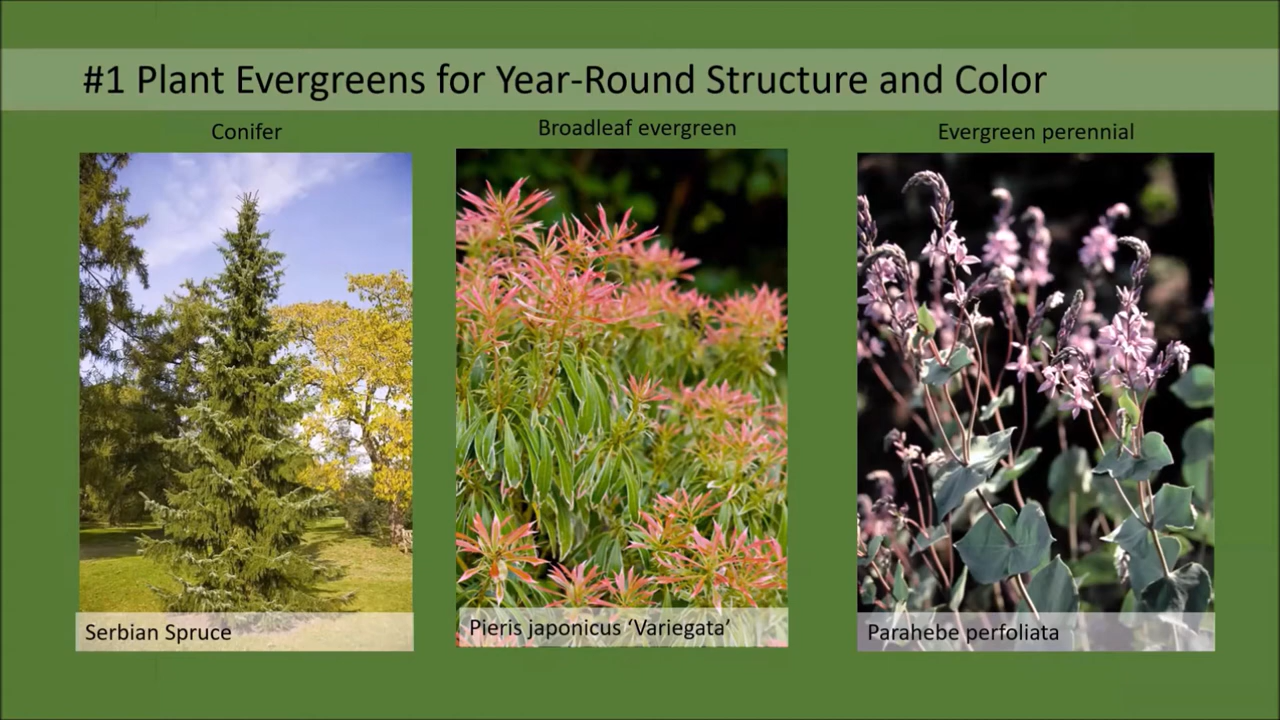 #1 Plant Evergreens for Year-Round Structure and Color
Conifer
Broadleaf evergreen
Evergreen perennial
Serbian Spruce
Pieris japonicus ‘Variegata’
Parahebe perfoliata